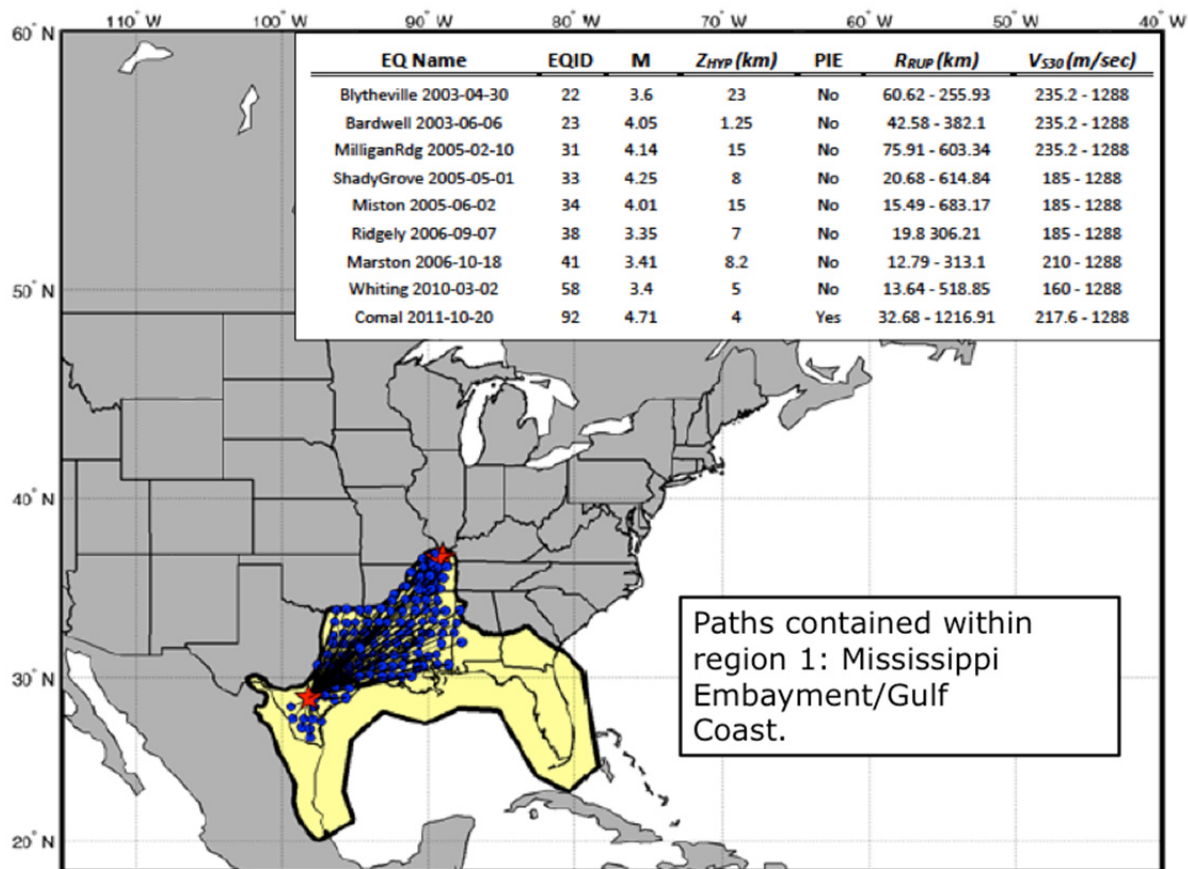 110° W 100° W 90° W 80° W 70° W 60° W 50° W 40° W
60° N
EQ Name EQID M ZHYP (km) PIE RRUP (km) VS30 (m/sec)
Blytheville 2003-04-30 22 3.6 23 No 60.62 - 255.93 235.2 - 1288
Bardwell 2003-06-06 23 4.05 1.25 No 42.58 - 382.1 235.2 - 1288
MilliganRdg 2005-02-10 31 4.14 15 No 75.91 - 603.34 235.2 - 1288
ShadyGrove 2005-05-01 33 4.25 8 No 20.68 - 614.84 185 - 1288
Miston 2005-06-02 34 4.01 15 No 15.49 - 683.17 185 - 1288
Ridgely 2006-09-07 38 3.35 7 No 19.8 306.21 185 - 1288
Marston 2006-10-18 41 3.41 8.2 No 12.79 - 313.1 210 - 1288
Whiting 2010-03-02 58 3.4 5 No 13.64 - 518.85 160 - 1288
Comal 2011-10-20 92 4.71 4 Yes 32.68 - 1216.91 217.6 - 1288
50° N
40° N
30° N
20° N
Paths contained within
region 1: Mississippi
Embayment/Gulf
Coast.